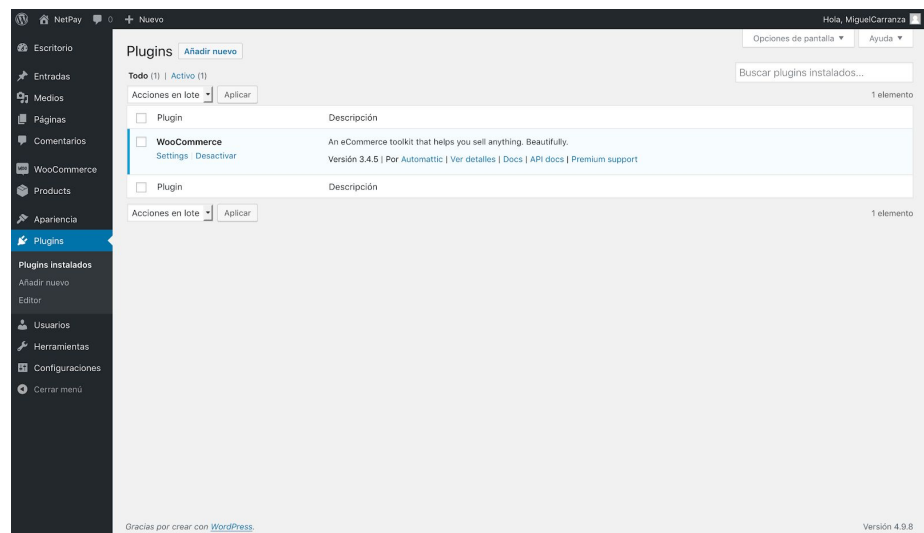 NetPay 0 + Nuevo
Hola, MiguelCarranza
Escritorio
Entradas
Medios
Páginas
Comentarios
WooCommerce
Products
Apariencia
Plugins
Plugins instalados
Añadir nuevo
Editor
Usuarios
Herramientas
Configuraciones
Cerrar menú
Opciones de pantalla ▼
Ayuda ▼
Plugins Añadir nuevo
Todo (1) | Activo (1)
Buscar plugins instalados...
Acciones en lote Aplicar
1 elemento
Plugin Descripción
WooCommerce An eCommerce toolkit that helps you sell anything. Beautifully.
Settings | Desactivar Versión 3.4.5 | Por Automattic | Ver detalles | Docs | API docs | Premium support
Plugin Descripción
Acciones en lote Aplicar
1 elemento
Gracias por crear con WordPress.
Versión 4.9.8